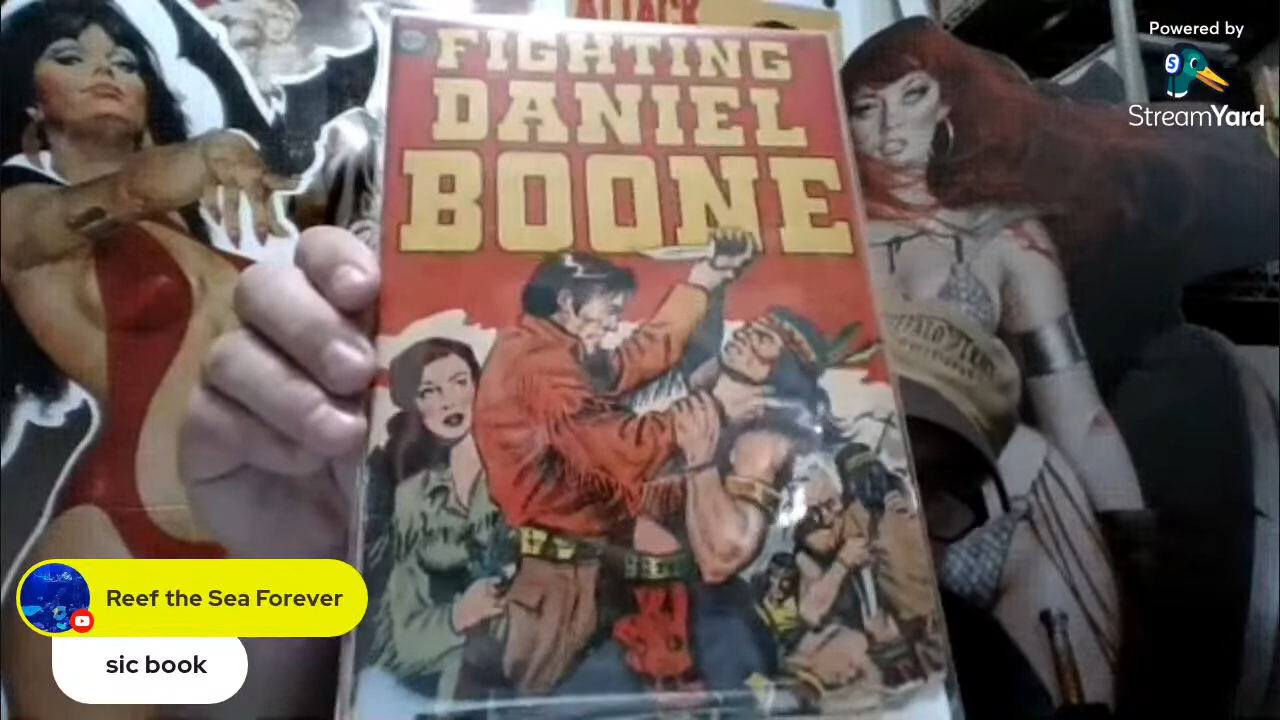 ATTACK
FIGHTING
DANIEL
BOONE
Powered by
StreamYard
Reef the Sea Forever
sic book